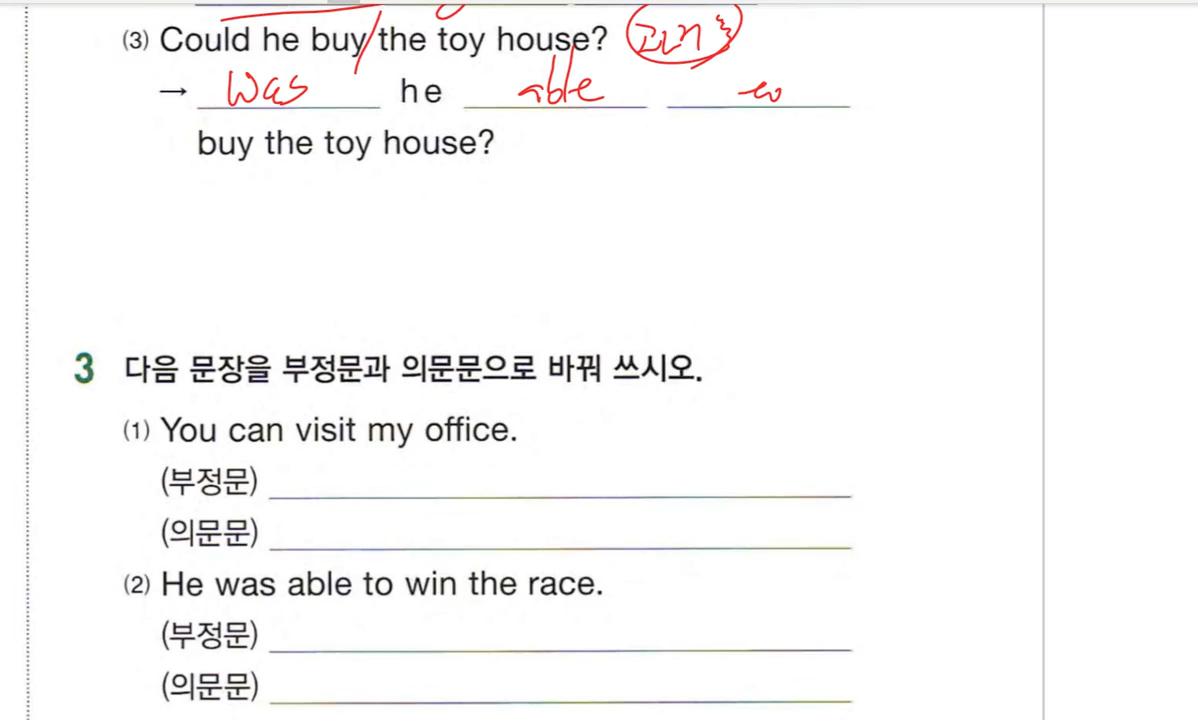 (3) Could he buy the toy house?
→ Was he able to
buy the toy house?
3 다음 문장을 부정문과 의문문으로 바꿔 쓰시오.
(1) You can visit my office.
(부정문)
(의문문)
(2) He was able to win the race.
(부정문)
(의문문)